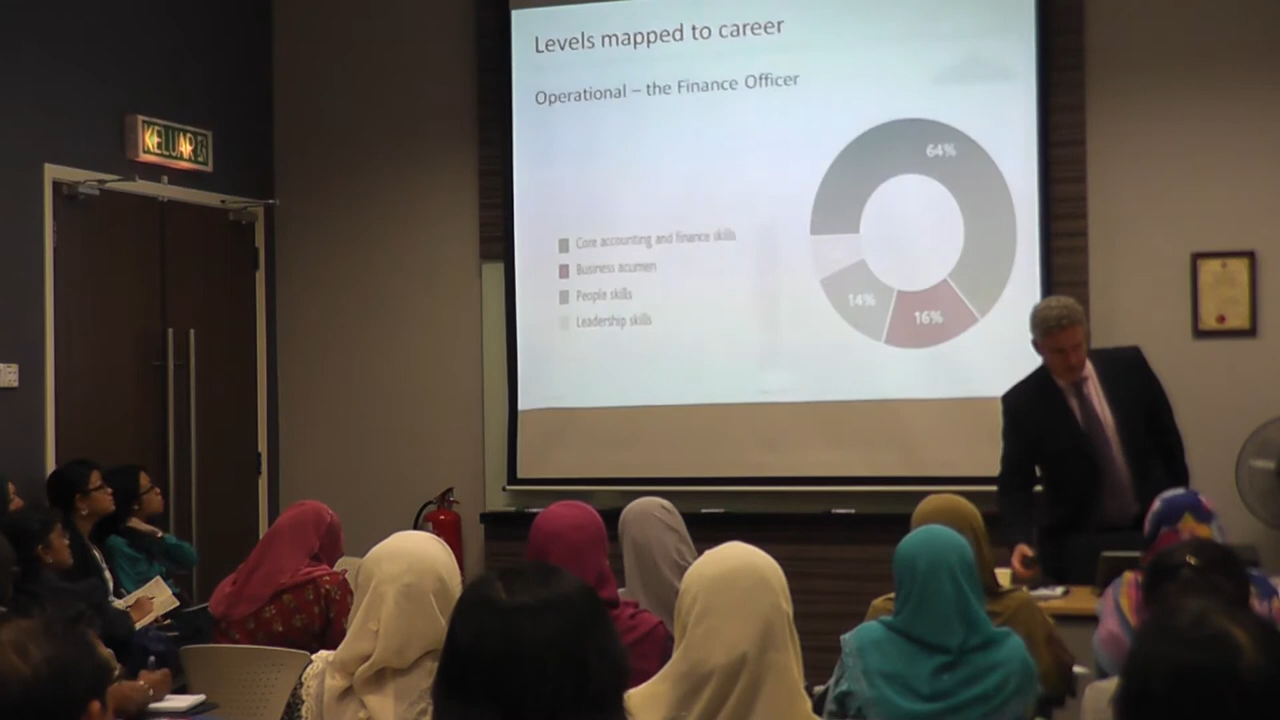 Levels mapped to career
Operational – the Finance Officer
KELUAR
64%
Core accounting and finance skills
Business acumen
People skills
Leadership skills
14%
16%